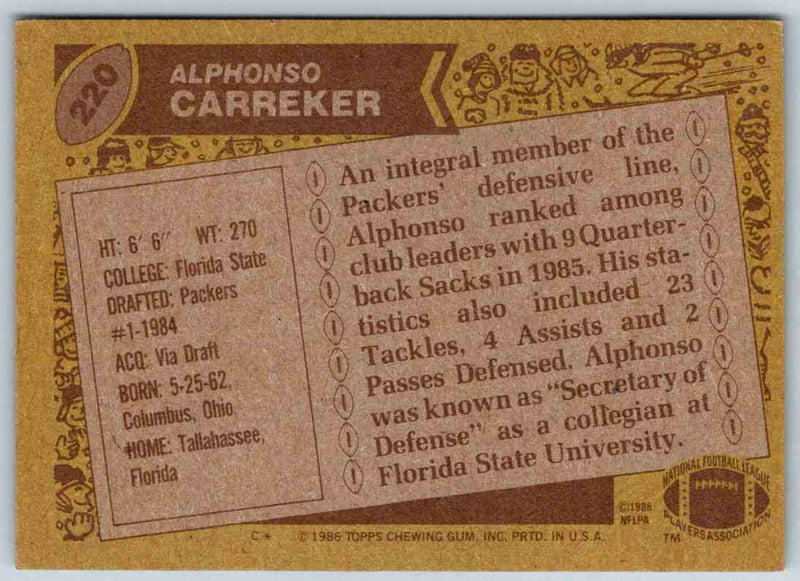 220
ALPHONSO
CARREKER
HT: 6' 6" WT: 270
COLLEGE: Florida State
DRAFTED: Packers
#1-1984
ACQ: Via Draft
BORN: 5-25-62,
Columbus, Ohio
HOME: Tallahassee,
Florida
An integral member of the
Packers' defensive line,
Alphonso ranked among
club leaders with 9 Quarter-
back Sacks in 1985. His sta-
tistics also included 23
Tackles, 4 Assists and 2
Passes Defensed. Alphonso
was known as "Secretary of
Defense" as a collegian at
Florida State University.
©1986
NFLPA
NATIONAL FOOTBALL LEAGUE
PLAYERS ASSOCIATION
TM
C* © 1986 TOPPS CHEWING GUM, INC. PRTD. IN U.S.A.